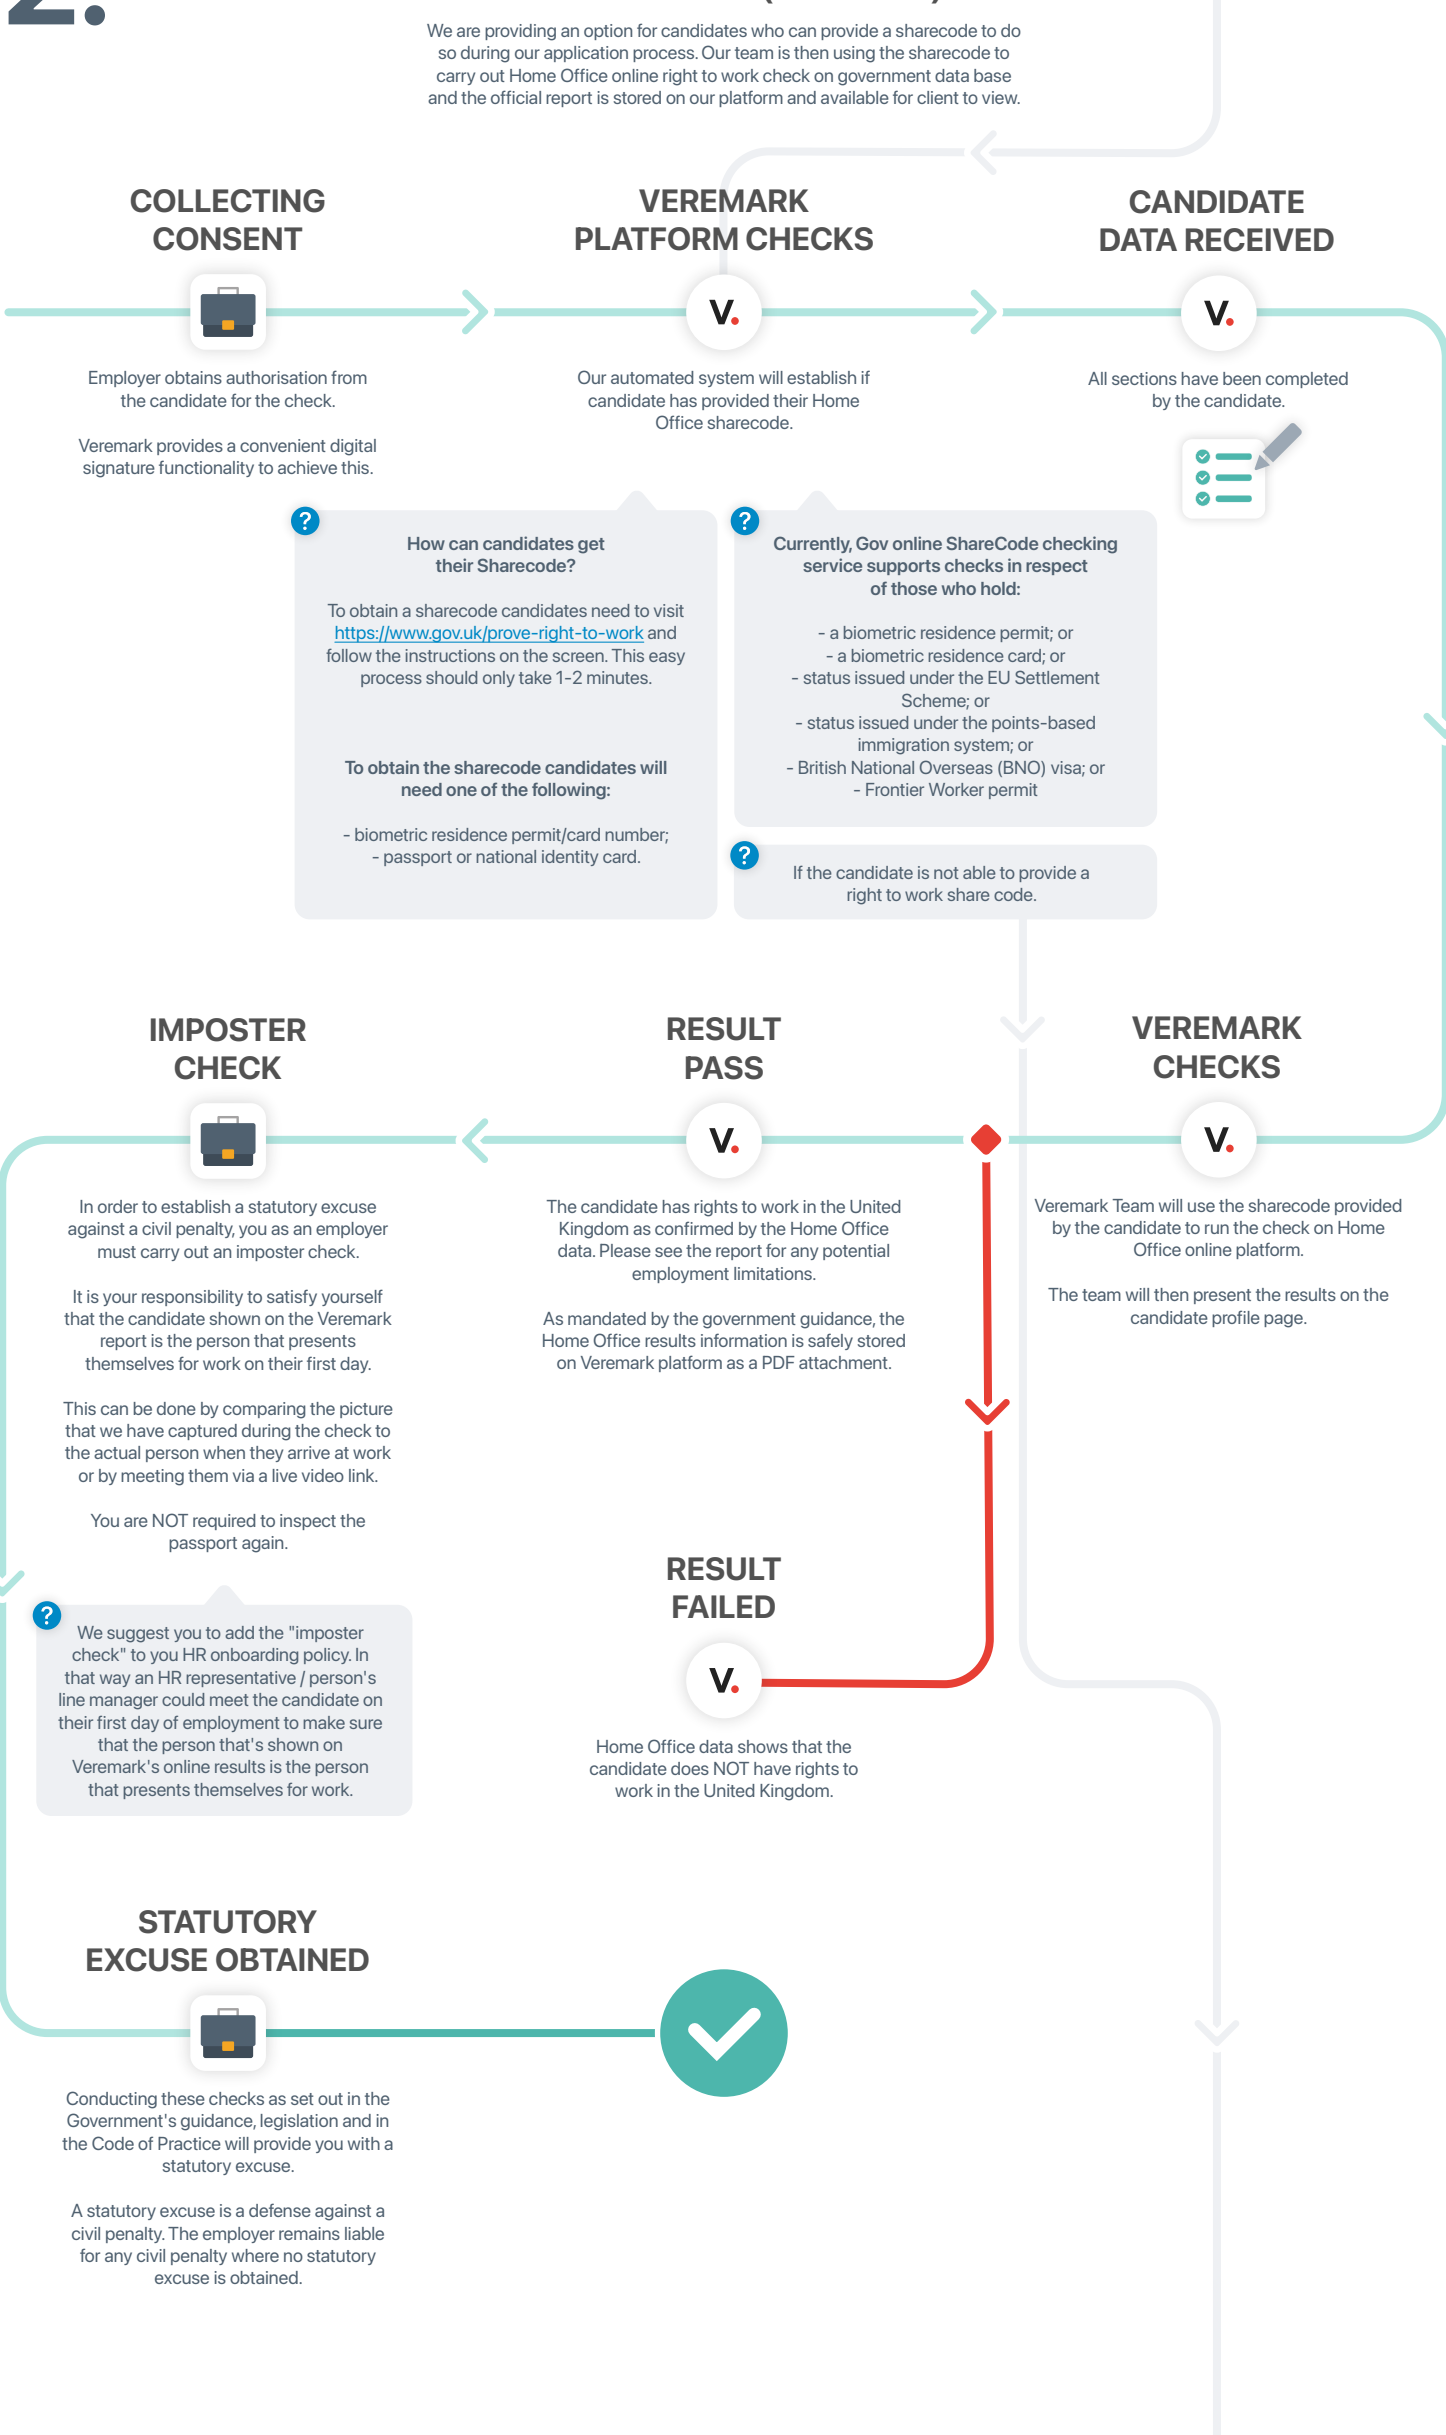 2.
We are providing an option for candidates who can provide a sharecode to do
so during our application process. Our team is then using the sharecode to
carry out Home Office online right to work check on government data base
and the official report is stored on our platform and available for client to view.
COLLECTING
CONSENT
Employer obtains authorisation from
the candidate for the check.
Veremark provides a convenient digital
signature functionality to achieve this.
VEREMARK
PLATFORM CHECKS
V.
Our automated system will establish if
candidate has provided their Home
Office sharecode.
CANDIDATE
DATA RECEIVED
V.
All sections have been completed
by the candidate.
?
How can candidates get
their Sharecode?
To obtain a sharecode candidates need to visit
https://www.gov.uk/prove-right-to-work and
follow the instructions on the screen. This easy
process should only take 1-2 minutes.
To obtain the sharecode candidates will
need one of the following:
- biometric residence permit/card number;
- passport or national identity card.
?
Currently, Gov online ShareCode checking
service supports checks in respect
of those who hold:
- a biometric residence permit; or
- a biometric residence card; or
- status issued under the EU Settlement
Scheme; or
- status issued under the points-based
immigration system; or
- British National Overseas (BNO) visa; or
- Frontier Worker permit
?
If the candidate is not able to provide a
right to work share code.
VEREMARK
CHECKS
V.
Veremark Team will use the sharecode provided
by the candidate to run the check on Home
Office online platform.
The team will then present the results on the
candidate profile page.
RESULT
PASS
V.
The candidate has rights to work in the United
Kingdom as confirmed by the Home Office
data. Please see the report for any potential
employment limitations.
As mandated by the government guidance, the
Home Office results information is safely stored
on Veremark platform as a PDF attachment.
IMPOSTER
CHECK
In order to establish a statutory excuse
against a civil penalty, you as an employer
must carry out an imposter check.
It is your responsibility to satisfy yourself
that the candidate shown on the Veremark
report is the person that presents
themselves for work on their first day.
This can be done by comparing the picture
that we have captured during the check to
the actual person when they arrive at work
or by meeting them via a live video link.
You are NOT required to inspect the
passport again.
?
We suggest you to add the "imposter
check" to you HR onboarding policy. In
that way an HR representative / person's
line manager could meet the candidate on
their first day of employment to make sure
that the person that's shown on
Veremark's online results is the person
that presents themselves for work.
RESULT
FAILED
V.
Home Office data shows that the
candidate does NOT have rights to
work in the United Kingdom.
STATUTORY
EXCUSE OBTAINED
Conducting these checks as set out in the
Government's guidance, legislation and in
the Code of Practice will provide you with a
statutory excuse.
A statutory excuse is a defense against a
civil penalty. The employer remains liable
for any civil penalty where no statutory
excuse is obtained.